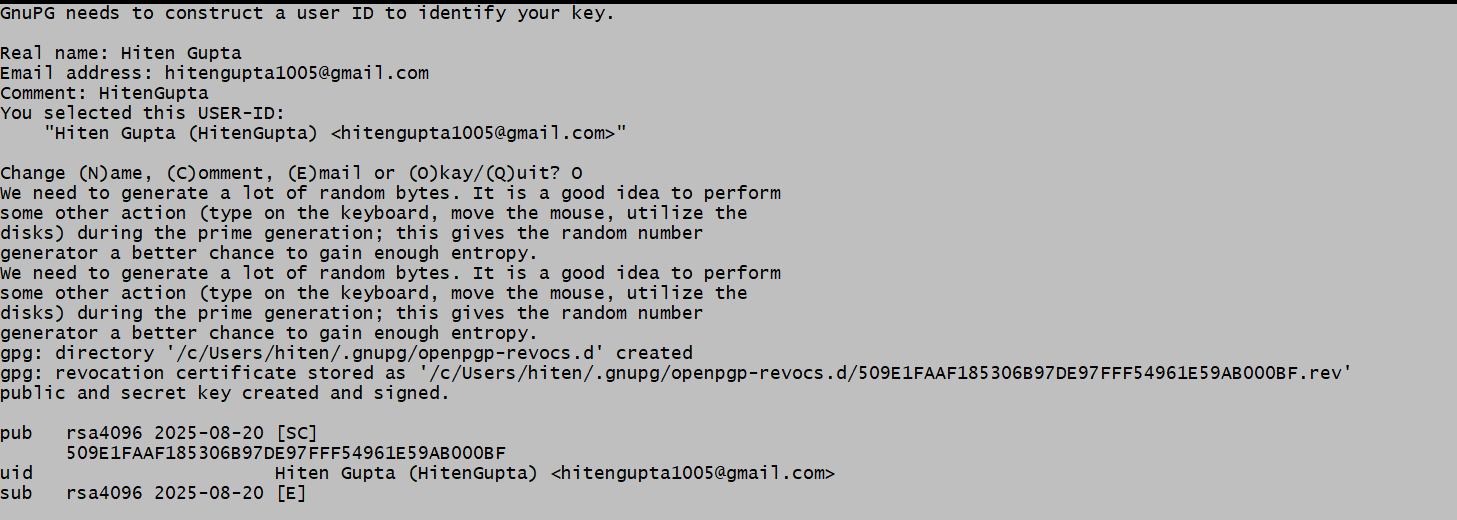 GnuPG needs to construct a user ID to identify your key.
Real name: Hiten Gupta
Email address: hitengupta1005@gmail.com
Comment: HitenGupta
You selected this USER-ID:
"Hiten Gupta (HitenGupta) <hitengupta1005@gmail.com>"
Change (N)ame, (C)omment, (E)mail or (O)kay/(Q)uit? O
We need to generate a lot of random bytes. It is a good idea to perform
some other action (type on the keyboard, move the mouse, utilize the
disks) during the prime generation; this gives the random number
generator a better chance to gain enough entropy.
We need to generate a lot of random bytes. It is a good idea to perform
some other action (type on the keyboard, move the mouse, utilize the
disks) during the prime generation; this gives the random number
generator a better chance to gain enough entropy.
gpg: directory '/c/Users/hiten/.gnupg/openpgp-revocs.d' created
gpg: revocation certificate stored as '/c/Users/hiten/.gnupg/openpgp-revocs.d/509E1FAAF185306B97DE97FFF54961E59AB000BF.rev'
public and secret key created and signed.
pub   rsa4096 2025-08-20 [SC]
509E1FAAF185306B97DE97FFF54961E59AB000BF
uid                      Hiten Gupta (HitenGupta) <hitengupta1005@gmail.com>
sub   rsa4096 2025-08-20 [E]